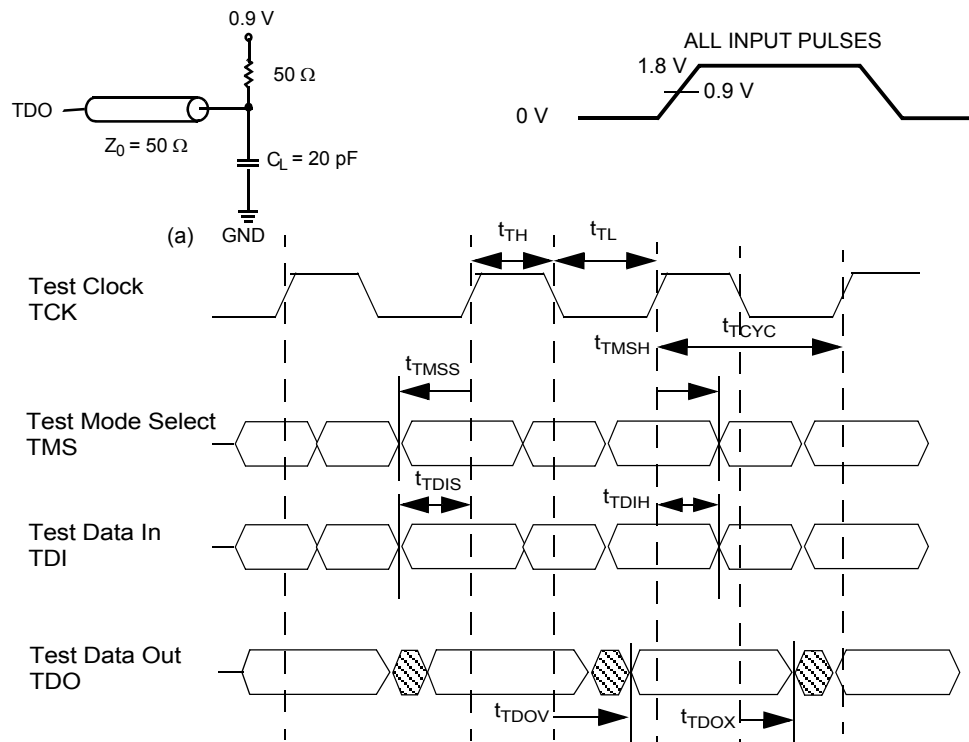 0.9 V
50 Ω
TDO
Z0 = 50 Ω
CL = 20 pF
(a)
GND
ALL INPUT PULSES
1.8 V
0.9 V
0 V
tTH
tTL
Test Clock
TCK
tTCYC
tTMSH
tTMSS
Test Mode Select
TMS
tTDIS
tTDIH
Test Data In
TDI
Test Data Out
TDO
tTDOV
tTDOX